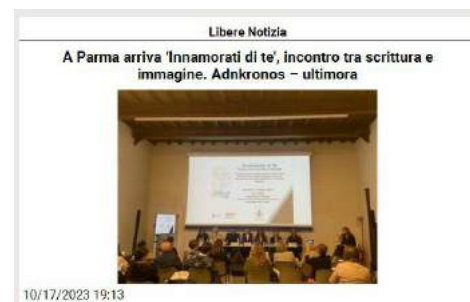 Libere Notizia
A Parma arriva 'Innamorati di te', incontro tra scrittura e
immagine. Adnkronos – ultimora
10/17/2023 19:13